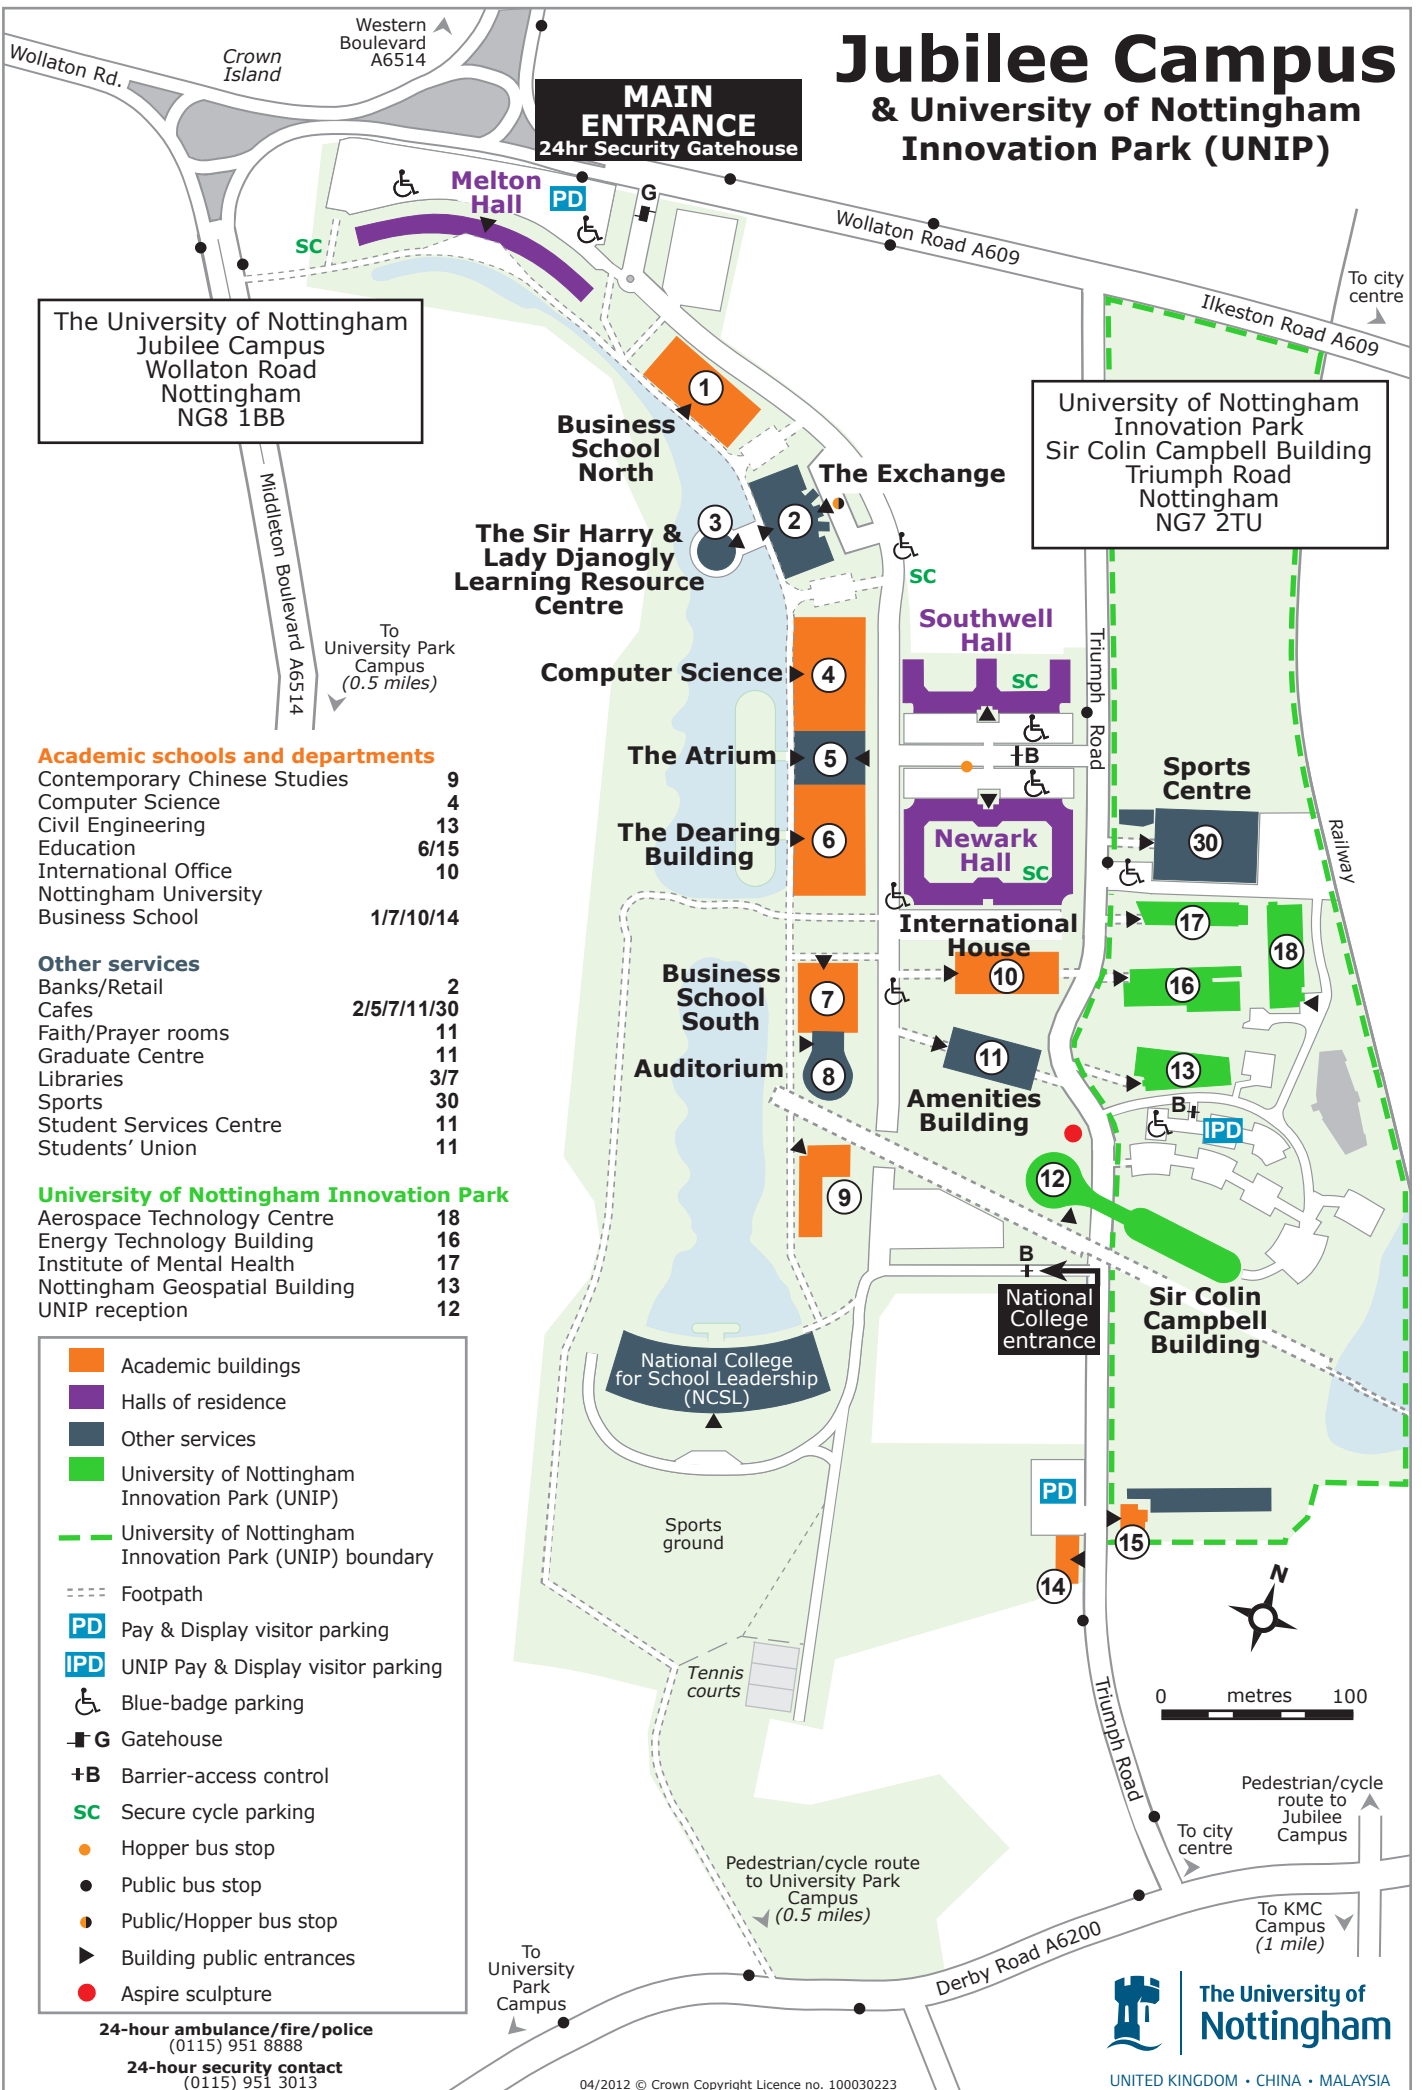 Jubilee Campus
& University of Nottingham
Innovation Park (UNIP)
Western
Boulevard
A6514
Crown
Island
Wollaton Rd.
MAIN
ENTRANCE
24hr Security Gatehouse
Melton
Hall
PD
G
SC
Wollaton Road A609
Ilkeston Road A609
To city
centre
The University of Nottingham
Jubilee Campus
Wollaton Road
Nottingham
NG8 1BB
University of Nottingham
Innovation Park
Sir Colin Campbell Building
Triumph Road
Nottingham
NG7 2TU
1
Business
School
North
The Exchange
2
3
The Sir Harry &
Lady Djanogly
Learning Resource
Centre
SC
Middleton Boulevard A6514
To
University Park
Campus
(0.5 miles)
Southwell
Hall
SC
Computer Science
4
Triumph Road
The Atrium
5
B
Sports
Centre
30
The Dearing
Building
6
Newark
Hall
SC
Railway
International
House
10
17
18
16
Business
School
South
7
11
13
Auditorium
8
Amenities
Building
B
IPD
12
9
B
National
College
entrance
Sir Colin
Campbell
Building
National College
for School Leadership
(NCSL)
PD
15
14
Sports
ground
Tennis
courts
N
0 metres 100
Triumph Road
Pedestrian/cycle
route to
Jubilee
Campus
To city
centre
Pedestrian/cycle route
to University Park
Campus
(0.5 miles)
To KMC
Campus
(1 mile)
Derby Road A6200
To
University
Park
Campus
Academic schools and departments
Contemporary Chinese Studies 9
Computer Science 4
Civil Engineering 13
Education 6/15
International Office 10
Nottingham University
Business School 1/7/10/14
Other services
Banks/Retail 2
Cafes 2/5/7/11/30
Faith/Prayer rooms 11
Graduate Centre 11
Libraries 3/7
Sports 30
Student Services Centre 11
Students' Union 11
University of Nottingham Innovation Park
Aerospace Technology Centre 18
Energy Technology Building 16
Institute of Mental Health 17
Nottingham Geospatial Building 13
UNIP reception 12
Academic buildings
Halls of residence
Other services
University of Nottingham
Innovation Park (UNIP)
University of Nottingham
Innovation Park (UNIP) boundary
Footpath
PD Pay & Display visitor parking
IPD UNIP Pay & Display visitor parking
Blue-badge parking
G Gatehouse
B Barrier-access control
SC Secure cycle parking
Hopper bus stop
Public bus stop
Public/Hopper bus stop
Building public entrances
Aspire sculpture
24-hour ambulance/fire/police
(0115) 951 8888
24-hour security contact
(0115) 951 3013
04/2012 © Crown Copyright Licence no. 100030223
The University of
Nottingham
UNITED KINGDOM • CHINA • MALAYSIA